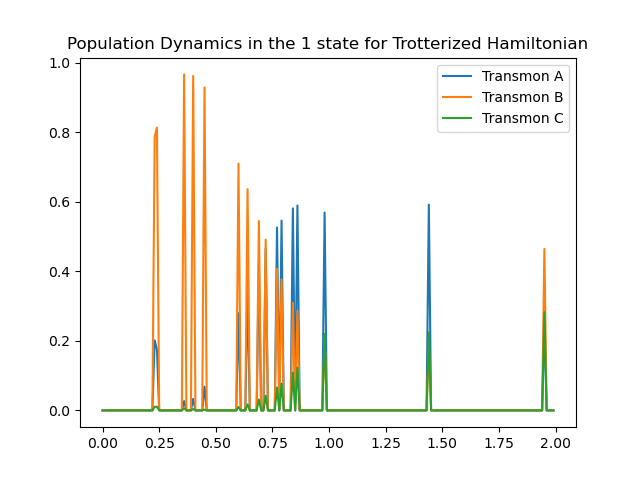 Population Dynamics in the 1 state for Trotterized Hamiltonian
Transmon A
Transmon B
Transmon C
1.0
0.8
0.6
0.4
0.2
0.0
0.00 0.25 0.50 0.75 1.00 1.25 1.50 1.75 2.00